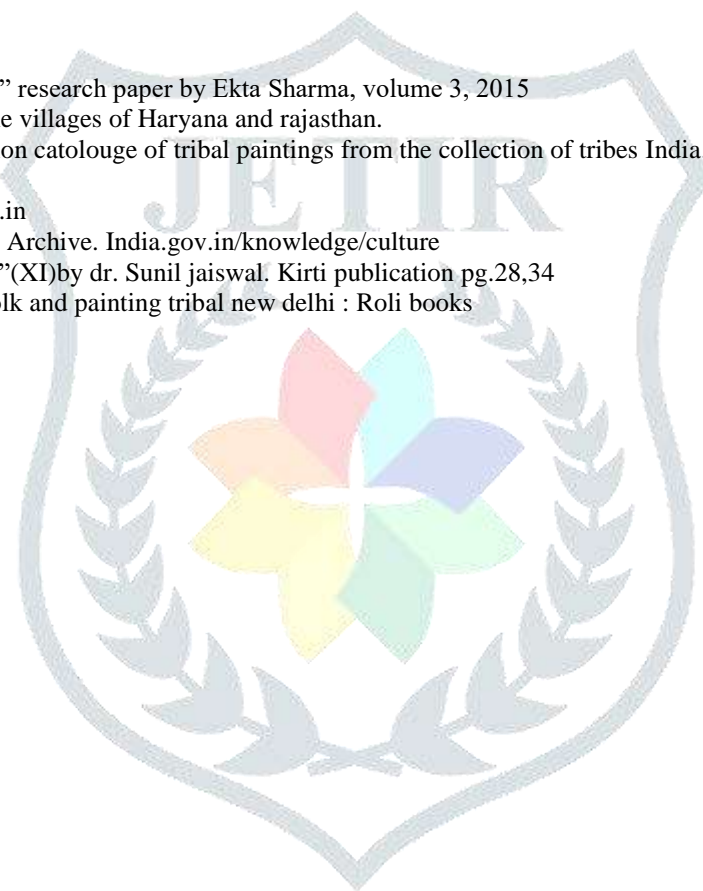 ” research paper by Ekta Sharma, volume 3, 2015
e villages of Haryana and rajasthan.
on catolouge of tribal paintings from the collection of tribes India
.in
Archive. India.gov.in/knowledge/culture
”(XI)by dr. Sunil jaiswal. Kirti publication pg.28,34
lk and painting tribal new delhi : Roli books
JETIR